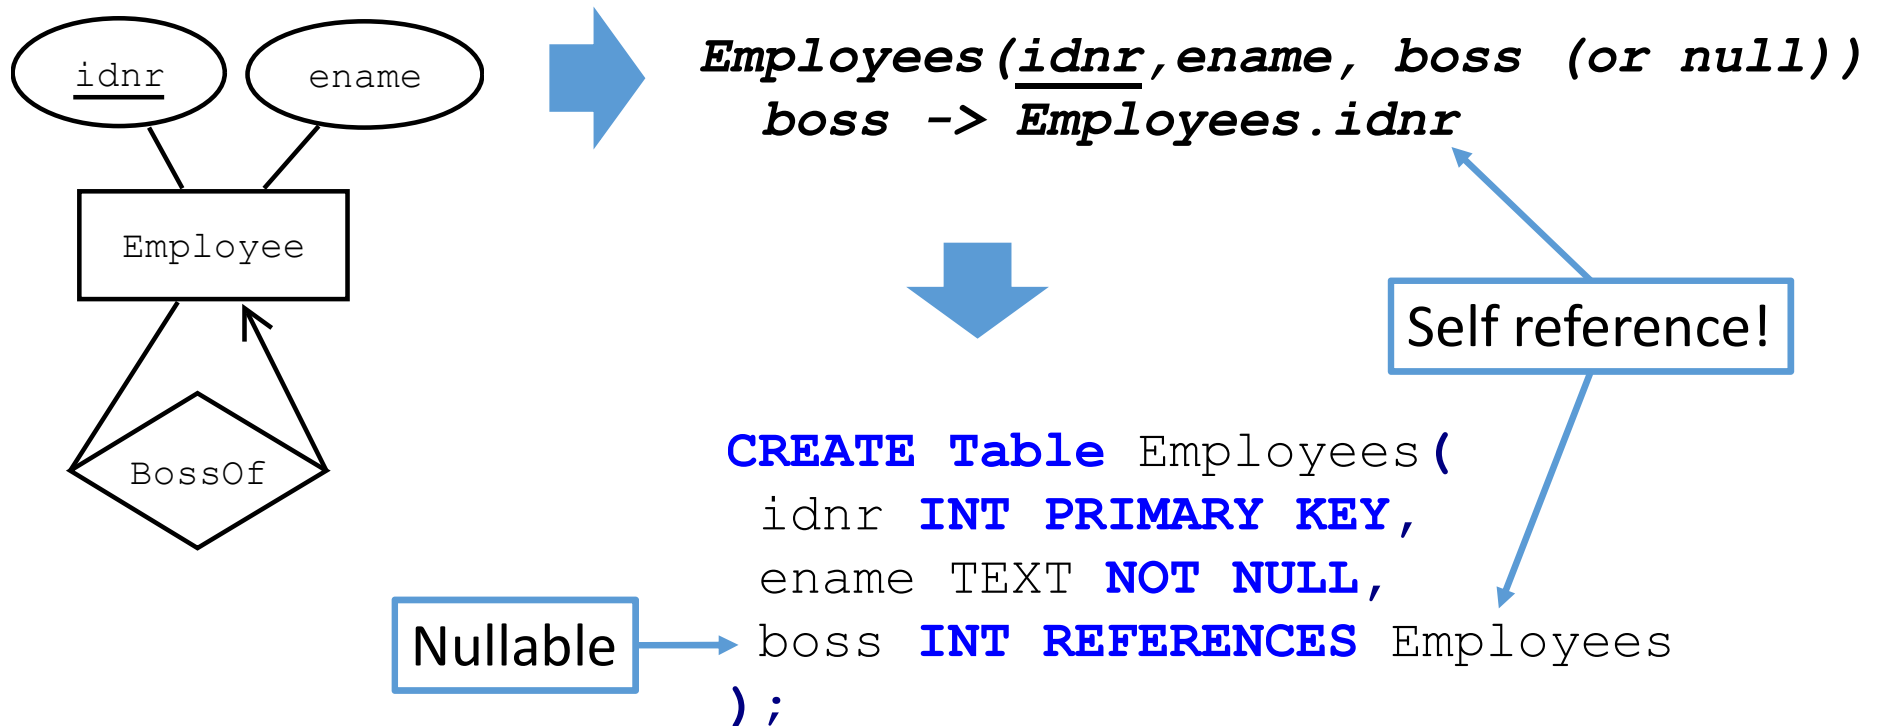 idnr
ename
Employee
BossOf
Employees(idnr,ename, boss (or null))
boss -> Employees.idnr
Self reference!
CREATE Table Employees(
idnr INT PRIMARY KEY,
ename TEXT NOT NULL,
boss INT REFERENCES Employees
);
Nullable